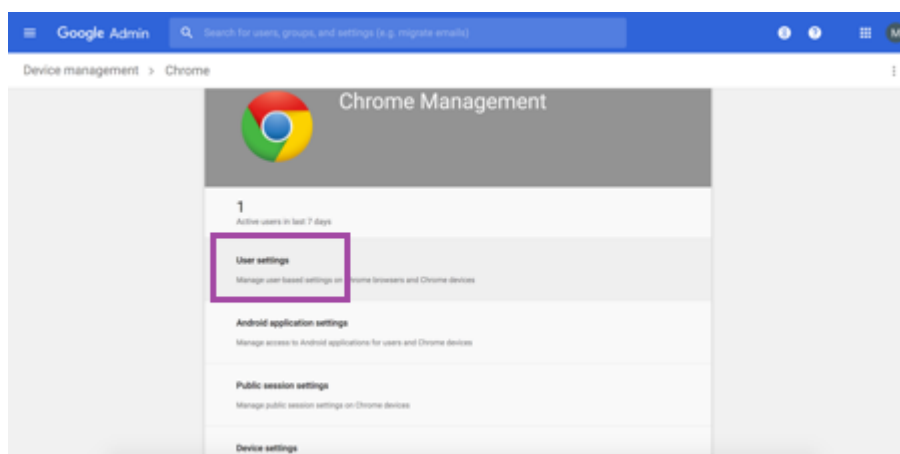 Google Admin
Search for users, groups, and settings (e.g. migrate emails)
M
Device management > Chrome
Chrome Management
1
Active users in last 7 days
User settings
Manage user-based settings on Chrome browsers and Chrome devices
Android application settings
Manage access to Android applications for users and Chrome devices
Public session settings
Manage public session settings on Chrome devices
Device settings